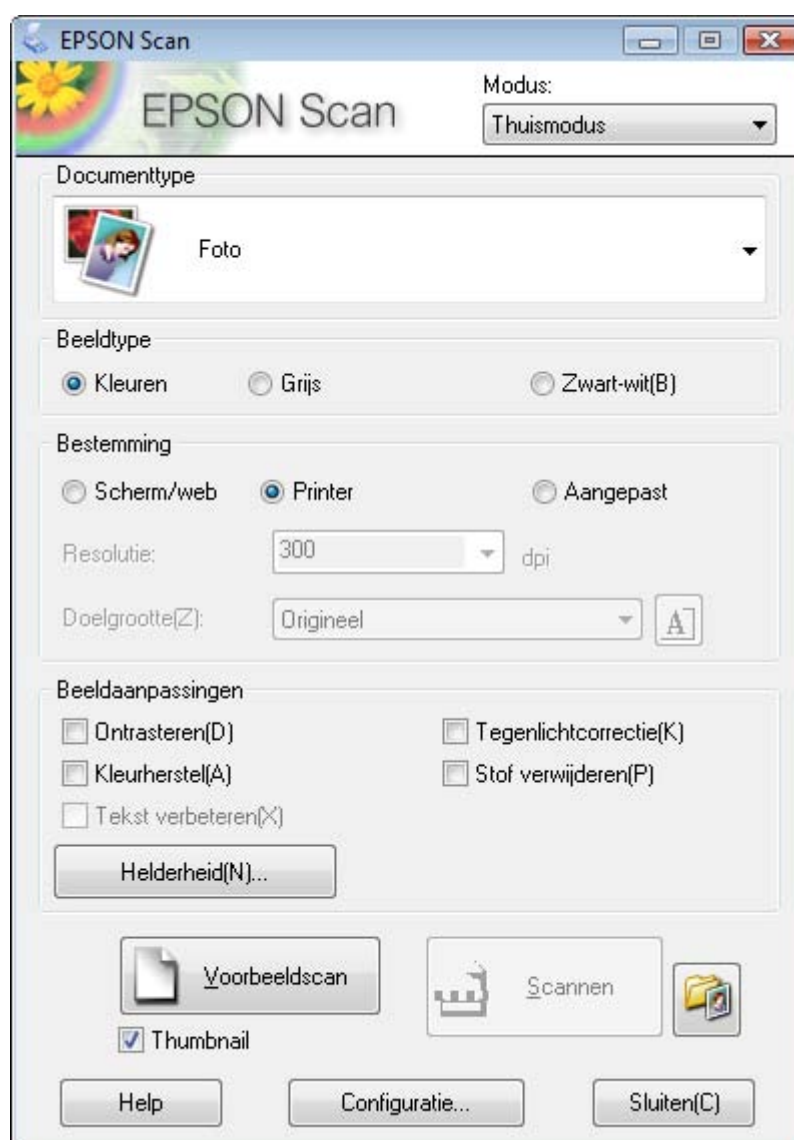 EPSON Scan
EPSON Scan
Modus:
Thuismodus
Documenttype
Foto
Beeldtype
Kleuren Grijs Zwart-wit(B)
Bestemming
Scherm/web Printer Aangepast
Resolutie: 300 dpi
Doelgrootte(Z): Origineel A
Beeldaanpassingen
Ontrasteren(D) Tegenlichtcorrectie(K)
Kleurherstel(A) Stof verwijderen(P)
Tekst verbeteren(X)
Helderheid(N)...
Voorbeeldscan Scannen
Thumbnail
Help Configuratie... Sluiten(C)